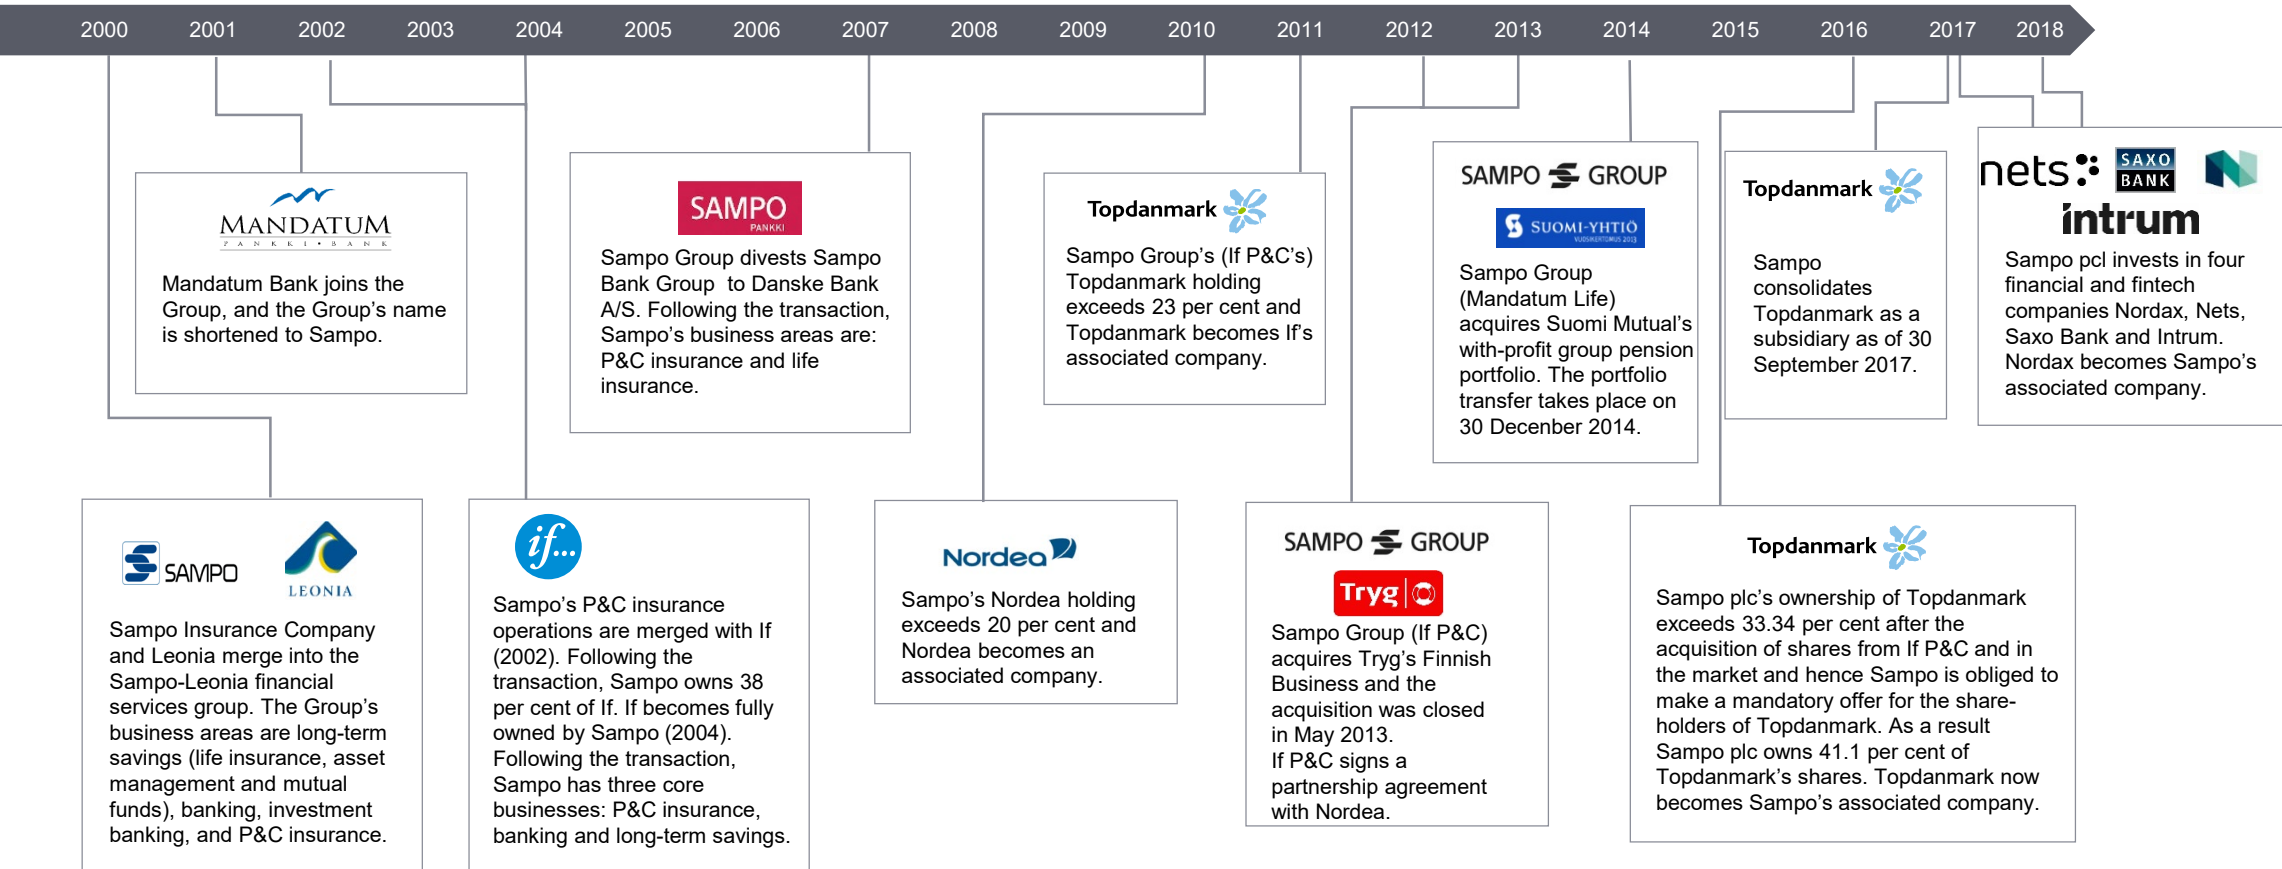 2000 2001 2002 2003 2004 2005 2006 2007 2008 2009 2010 2011 2012 2013 2014 2015 2016 2017 2018
MANDATUM
PANKKI • BANK
Mandatum Bank joins the
Group, and the Group’s name
is shortened to Sampo.
SAMPO
PANKKI
Sampo Group divests Sampo
Bank Group to Danske Bank
A/S. Following the transaction,
Sampo’s business areas are:
P&C insurance and life
insurance.
Topdanmark
Sampo Group’s (If P&C’s)
Topdanmark holding
exceeds 23 per cent and
Topdanmark becomes If’s
associated company.
SAMPO GROUP
SUOMI-YHTIÖ
VUOSIKERTOMUS 2013
Sampo Group
(Mandatum Life)
acquires Suomi Mutual’s
with-profit group pension
portfolio. The portfolio
transfer takes place on
30 Decenber 2014.
Topdanmark
Sampo
consolidates
Topdanmark as a
subsidiary as of 30
September 2017.
nets
SAXO
BANK
intrum
Sampo pcl invests in four
financial and fintech
companies Nordax, Nets,
Saxo Bank and Intrum.
Nordax becomes Sampo’s
associated company.
SAMPO
LEONIA
Sampo Insurance Company
and Leonia merge into the
Sampo-Leonia financial
services group. The Group’s
business areas are long-term
savings (life insurance, asset
management and mutual
funds), banking, investment
banking, and P&C insurance.
if...
Sampo’s P&C insurance
operations are merged with If
(2002). Following the
transaction, Sampo owns 38
per cent of If. If becomes fully
owned by Sampo (2004).
Following the transaction,
Sampo has three core
businesses: P&C insurance,
banking and long-term savings.
Nordea
Sampo’s Nordea holding
exceeds 20 per cent and
Nordea becomes an
associated company.
SAMPO GROUP
Tryg
Sampo Group (If P&C)
acquires Tryg’s Finnish
Business and the
acquisition was closed
in May 2013.
If P&C signs a
partnership agreement
with Nordea.
Topdanmark
Sampo plc’s ownership of Topdanmark
exceeds 33.34 per cent after the
acquisition of shares from If P&C and in
the market and hence Sampo is obliged to
make a mandatory offer for the share-
holders of Topdanmark. As a result
Sampo plc owns 41.1 per cent of
Topdanmark’s shares. Topdanmark now
becomes Sampo’s associated company.